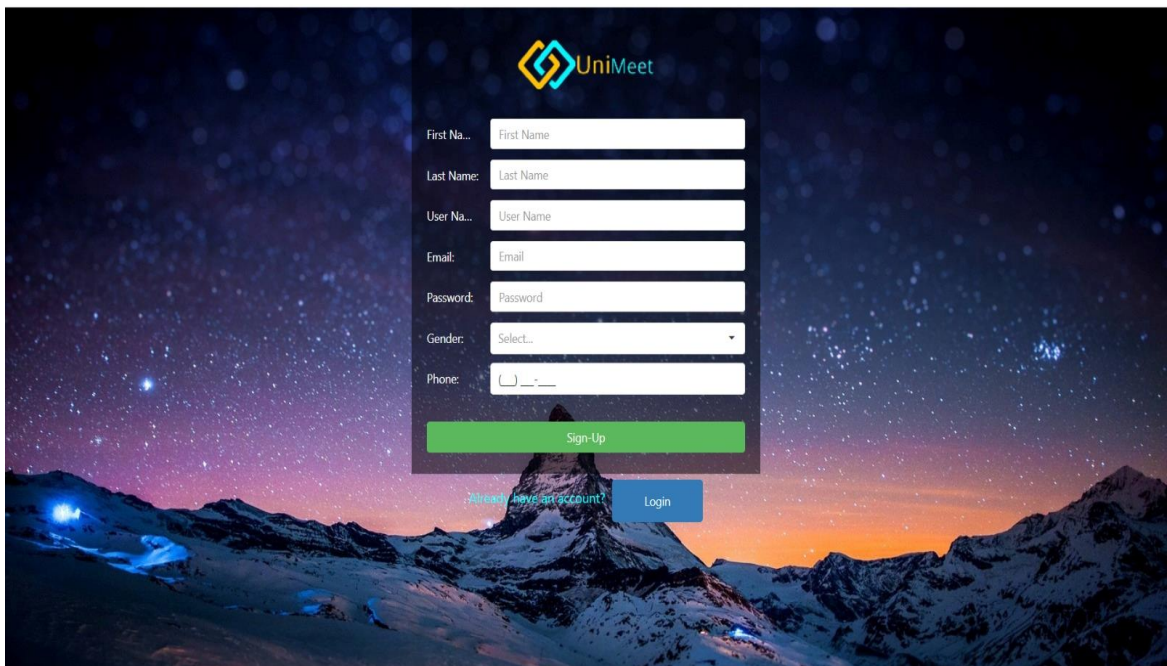 UniMeet
First Na... First Name
Last Name: Last Name
User Na... User Name
Email: Email
Password: Password
Gender: Select...
Phone: (__) __-___
Sign-Up
Already have an account? Login